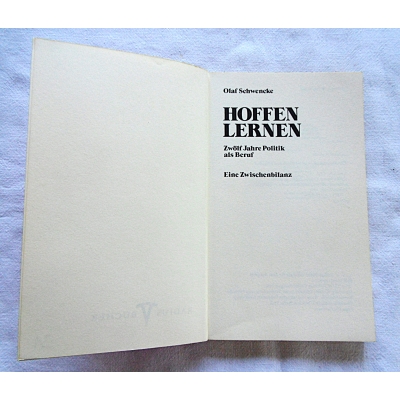 Olaf Schwencke
HOFFEN
LERNEN
Zwölf Jahre Politik
als Beruf
Eine Zwischenbilanz